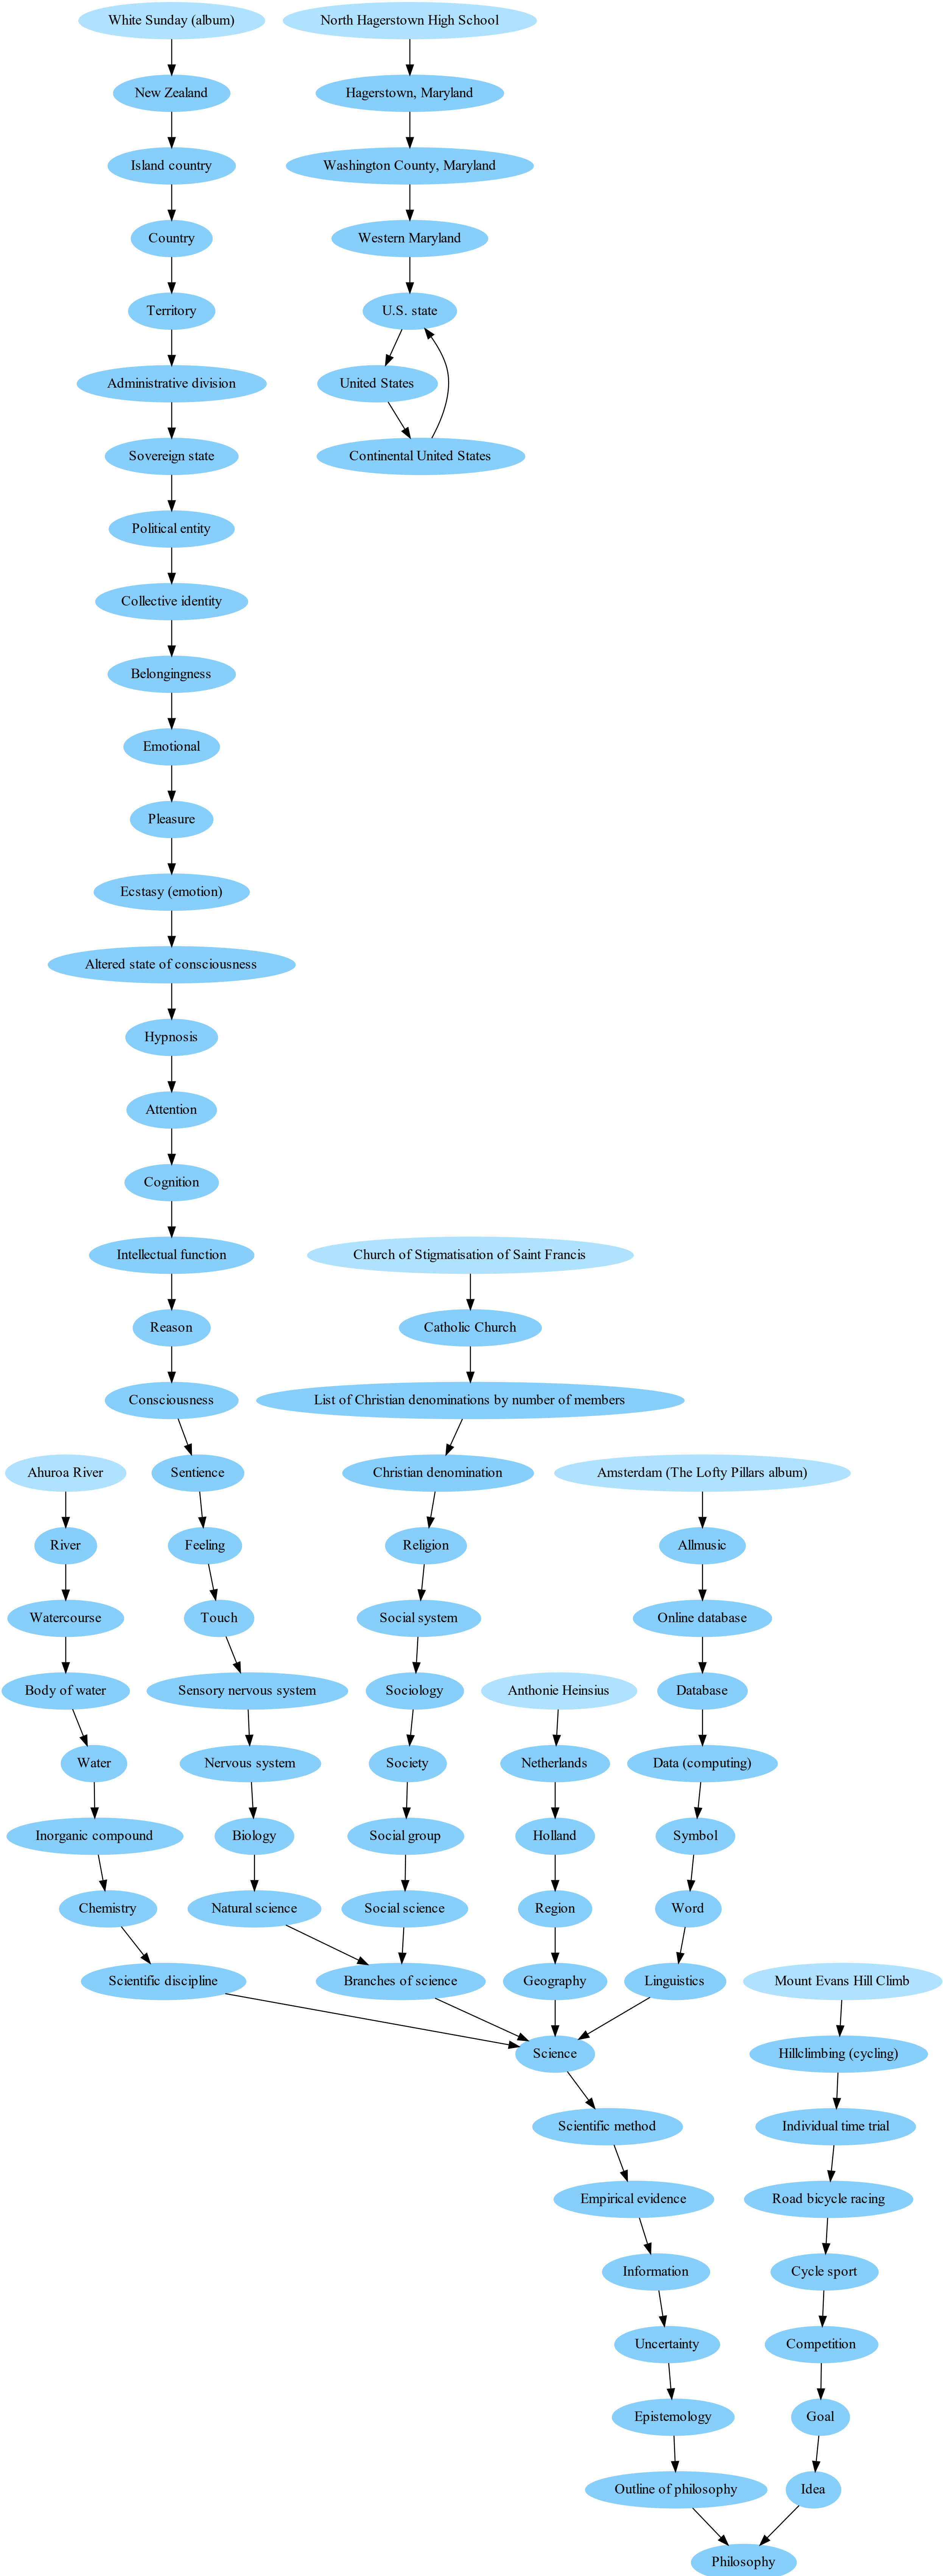 White Sunday (album)
North Hagerstown High School
New Zealand
Hagerstown, Maryland
Island country
Washington County, Maryland
Country
Western Maryland
Territory
U.S. state
Administrative division
United States
Sovereign state
Continental United States
Political entity
Collective identity
Belongingness
Emotional
Pleasure
Ecstasy (emotion)
Altered state of consciousness
Hypnosis
Attention
Cognition
Intellectual function
Church of Stigmatisation of Saint Francis
Reason
Catholic Church
Consciousness
List of Christian denominations by number of members
Ahuroa River
Sentience
Christian denomination
Amsterdam (The Lofty Pillars album)
River
Feeling
Religion
Allmusic
Watercourse
Touch
Social system
Online database
Body of water
Sensory nervous system
Sociology
Anthonie Heinsius
Database
Water
Nervous system
Society
Netherlands
Data (computing)
Inorganic compound
Biology
Social group
Holland
Symbol
Chemistry
Natural science
Social science
Region
Word
Scientific discipline
Branches of science
Geography
Linguistics
Mount Evans Hill Climb
Science
Hillclimbing (cycling)
Scientific method
Individual time trial
Empirical evidence
Road bicycle racing
Information
Cycle sport
Uncertainty
Competition
Epistemology
Goal
Outline of philosophy
Idea
Philosophy